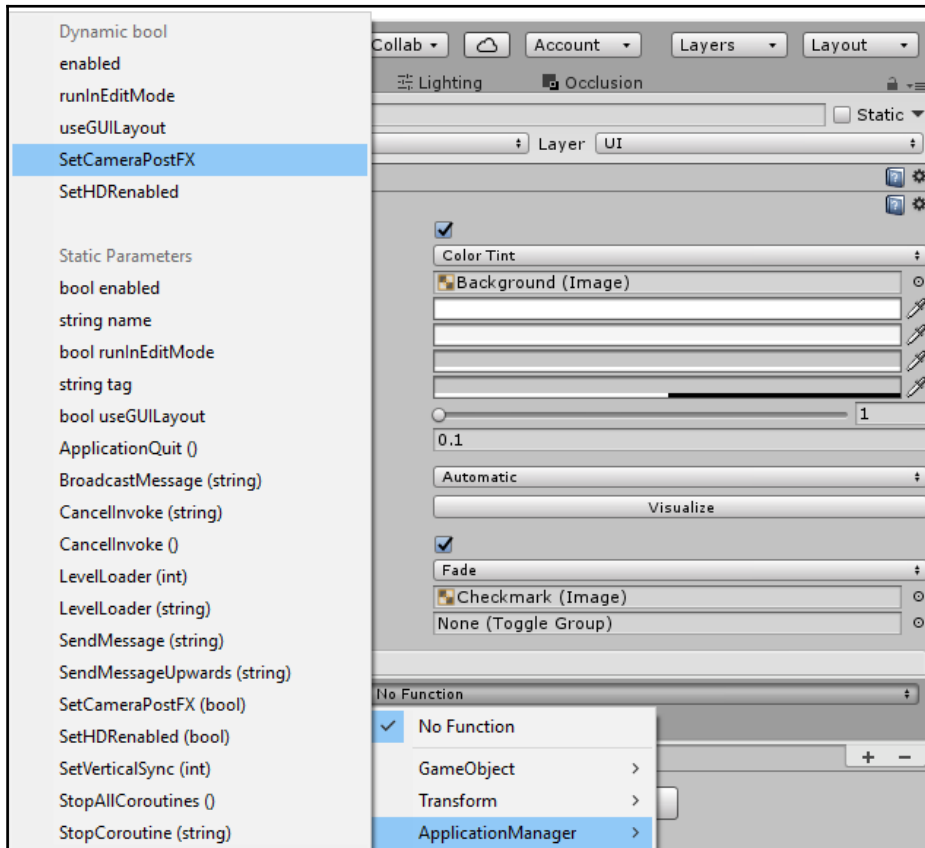 Dynamic bool
enabled
runInEditMode
useGUILayout
SetCameraPostFX
SetHDRenabled
Static Parameters
bool enabled
string name
bool runInEditMode
string tag
bool useGUILayout
ApplicationQuit ()
BroadcastMessage (string)
CancelInvoke (string)
CancelInvoke ()
LevelLoader (int)
LevelLoader (string)
SendMessage (string)
SendMessageUpwards (string)
SetCameraPostFX (bool)
SetHDRenabled (bool)
SetVerticalSync (int)
StopAllCoroutines ()
StopCoroutine (string)
Collab Account Layers Layout
Lighting Occlusion
Static
Layer UI
Color Tint
Background (Image)
1
0.1
Automatic
Visualize
Fade
Checkmark (Image)
None (Toggle Group)
No Function
No Function
GameObject
Transform
ApplicationManager